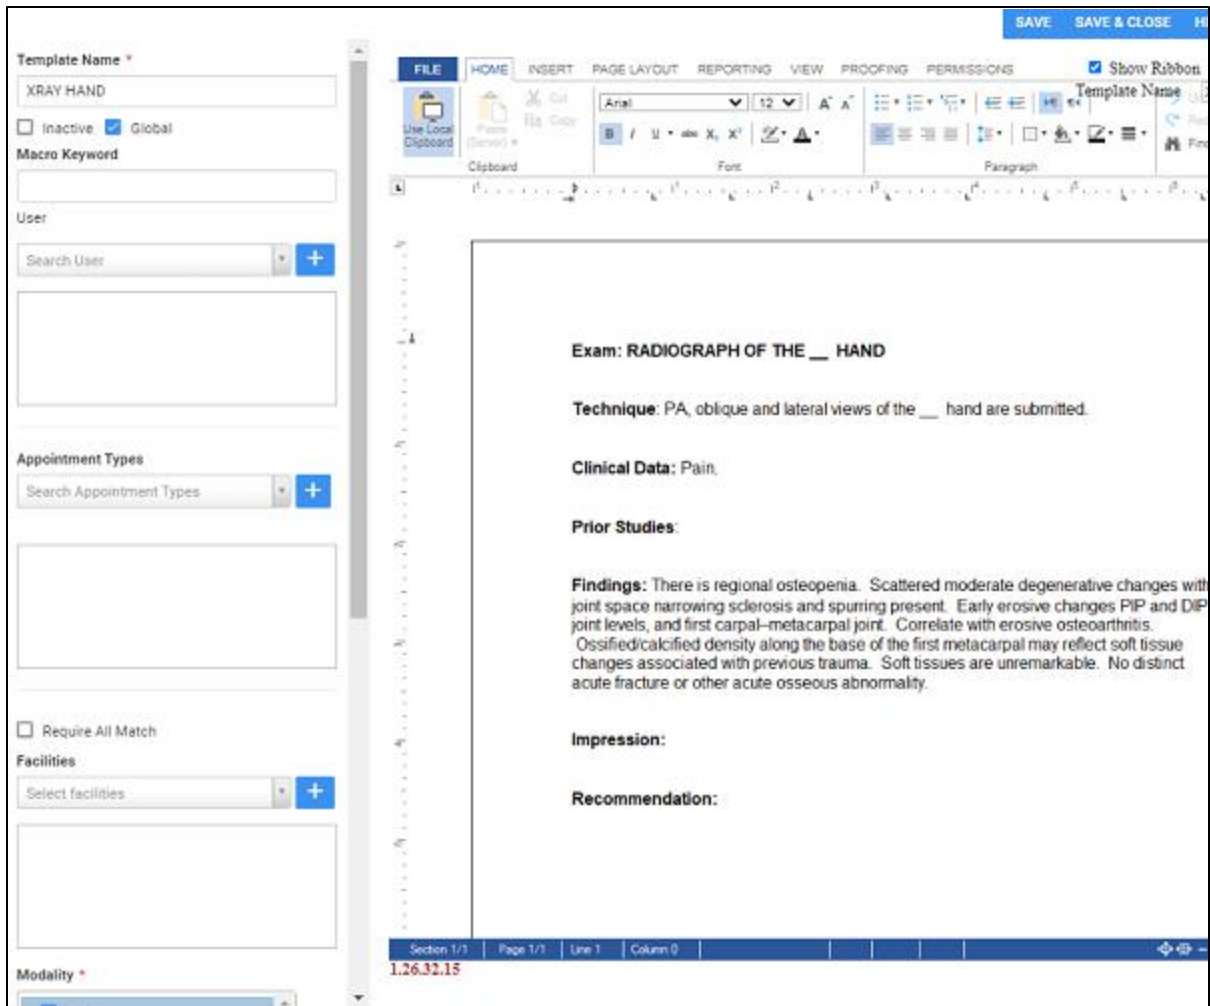 SAVE SAVE & CLOSE
Template Name *
XRAY HAND
Inactive Global
Macro Keyword
User
Search User
Appointment Types
Search Appointment Types
Require All Match
Facilities
Select facilities
Modality *
FILE HOME INSERT PAGE LAYOUT REPORTING VIEW PROOFING PERMISSIONS Show Ribbon
Template Name
Use Local Clipboard
Paste (Server)
Cut
Copy
Arial 12
Clipboard Font Paragraph
Exam: RADIOGRAPH OF THE __ HAND
Technique: PA, oblique and lateral views of the __ hand are submitted.
Clinical Data: Pain.
Prior Studies:
Findings: There is regional osteopenia. Scattered moderate degenerative changes with
joint space narrowing sclerosis and spurring present. Early erosive changes PIP and DIP
joint levels, and first carpal–metacarpal joint. Correlate with erosive osteoarthritis.
Ossified/calcified density along the base of the first metacarpal may reflect soft tissue
changes associated with previous trauma. Soft tissues are unremarkable. No distinct
acute fracture or other acute osseous abnormality.
Impression:
Recommendation:
Section 1/1 Page 1/1 Line 1 Column 0
1.26.32.15